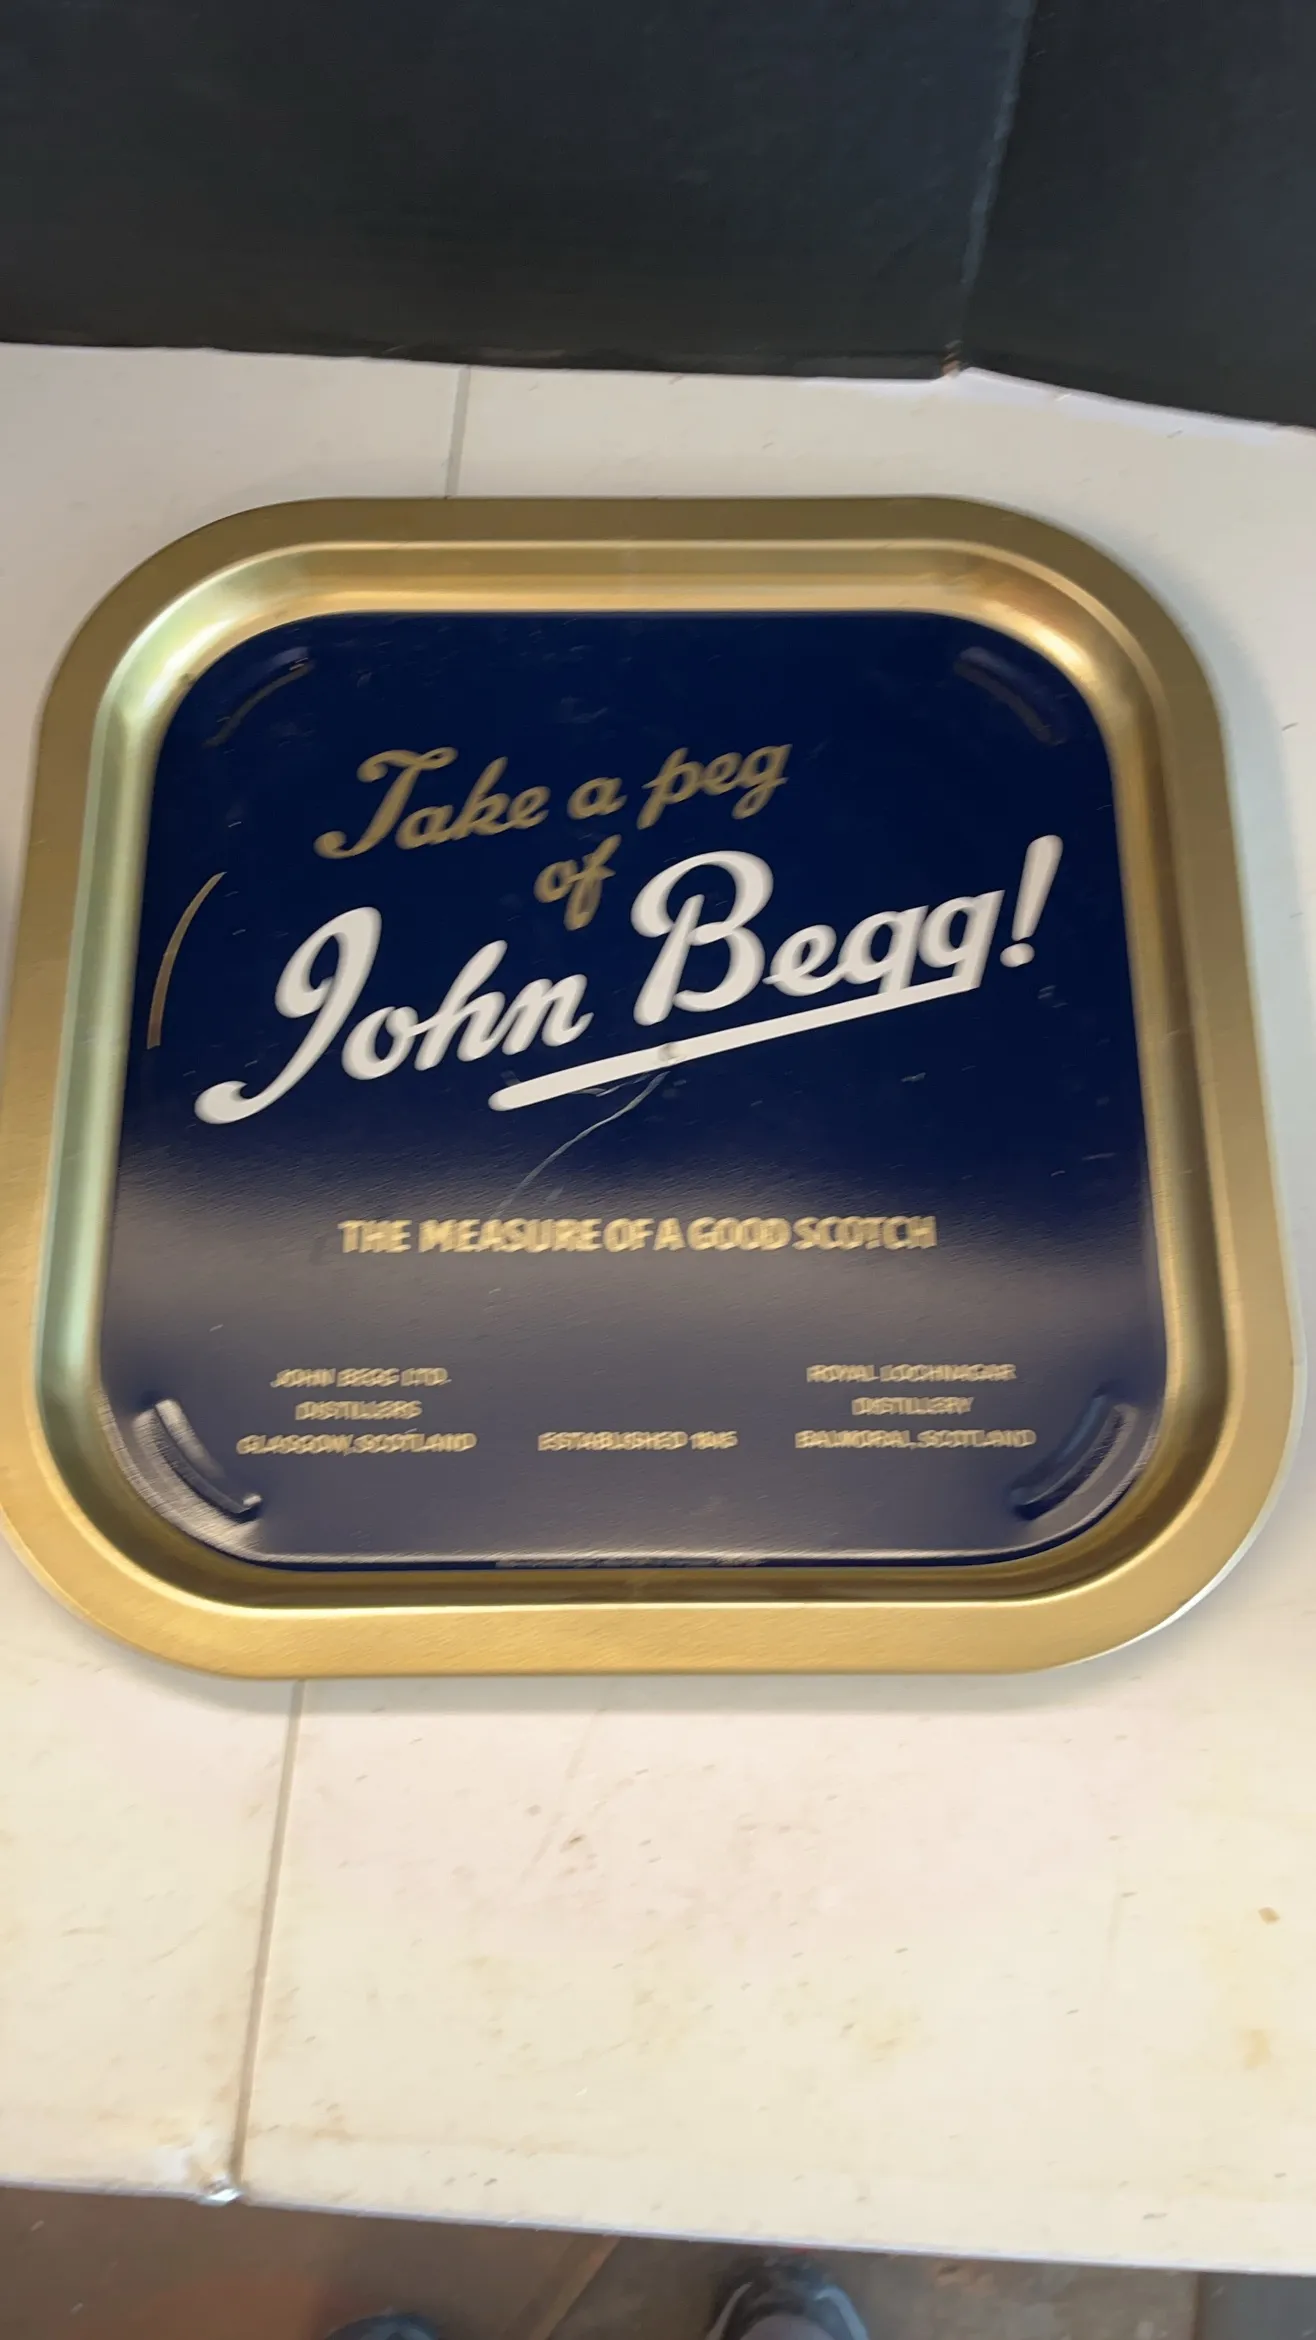 Take a peg
of
John Begg!
THE MEASURE OF A GOOD SCOTCH
JOHN BEGG LTD.
DISTILLERS
GLASGOW, SCOTLAND
ESTABLISHED 1845
ROYAL LOCHNAGAR
DISTILLERY
BALMORAL, SCOTLAND